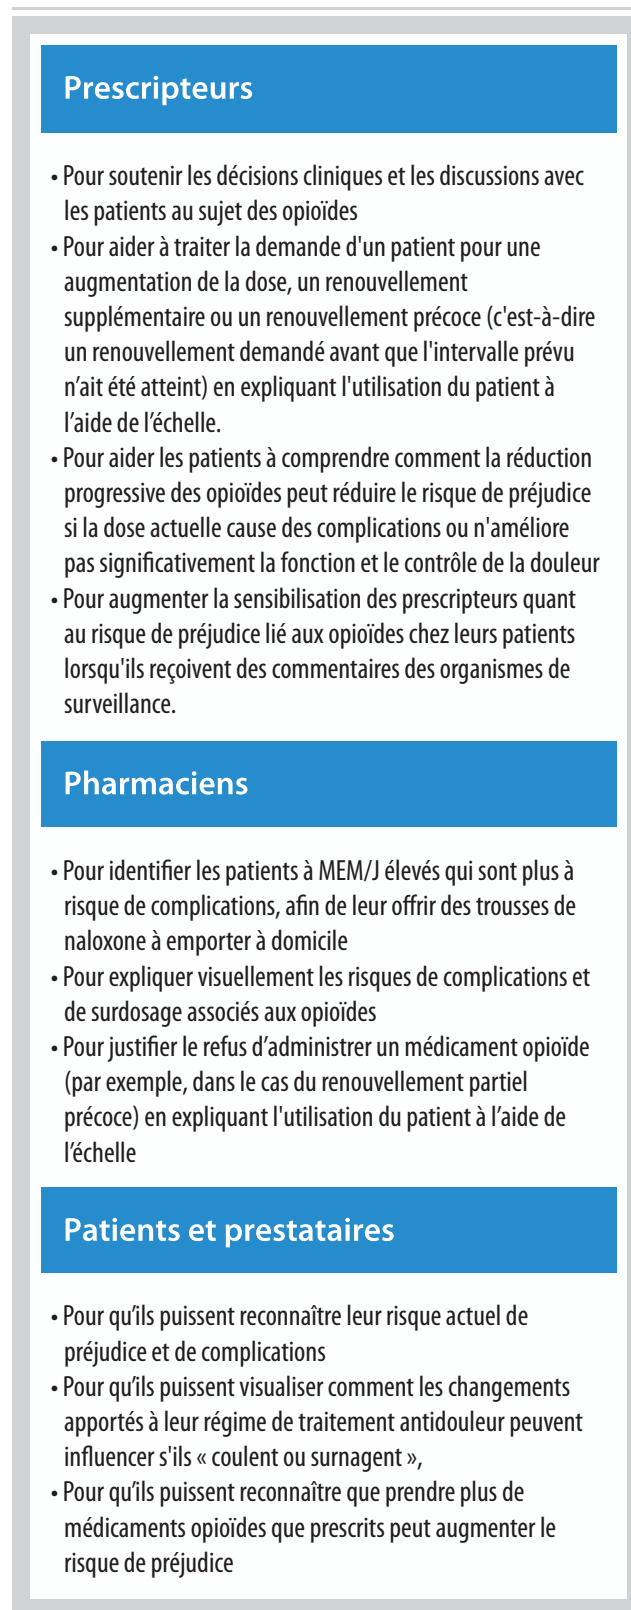 Prescripteurs
• Pour soutenir les décisions cliniques et les discussions avec
les patients au sujet des opioïdes
• Pour aider à traiter la demande d'un patient pour une
augmentation de la dose, un renouvellement
supplémentaire ou un renouvellement précoce (c'est-à-dire
un renouvellement demandé avant que l'intervalle prévu
n’ait été atteint) en expliquant l'utilisation du patient à
l’aide de l’échelle.
• Pour aider les patients à comprendre comment la réduction
progressive des opioïdes peut réduire le risque de préjudice
si la dose actuelle cause des complications ou n'améliore
pas significativement la fonction et le contrôle de la douleur
• Pour augmenter la sensibilisation des prescripteurs quant
au risque de préjudice lié aux opioïdes chez leurs patients
lorsqu'ils reçoivent des commentaires des organismes de
surveillance.
Pharmaciens
• Pour identifier les patients à MEM/J élevés qui sont plus à
risque de complications, afin de leur offrir des trousses de
naloxone à emporter à domicile
• Pour expliquer visuellement les risques de complications et
de surdosage associés aux opioïdes
• Pour justifier le refus d’administrer un médicament opioïde
(par exemple, dans le cas du renouvellement partiel
précoce) en expliquant l'utilisation du patient à l’aide de
l’échelle
Patients et prestataires
• Pour qu’ils puissent reconnaître leur risque actuel de
préjudice et de complications
• Pour qu’ils puissent visualiser comment les changements
apportés à leur régime de traitement antidouleur peuvent
influencer s'ils « coulent ou surnagent »,
• Pour qu’ils puissent reconnaître que prendre plus de
médicaments opioïdes que prescrits peut augmenter le
risque de préjudice